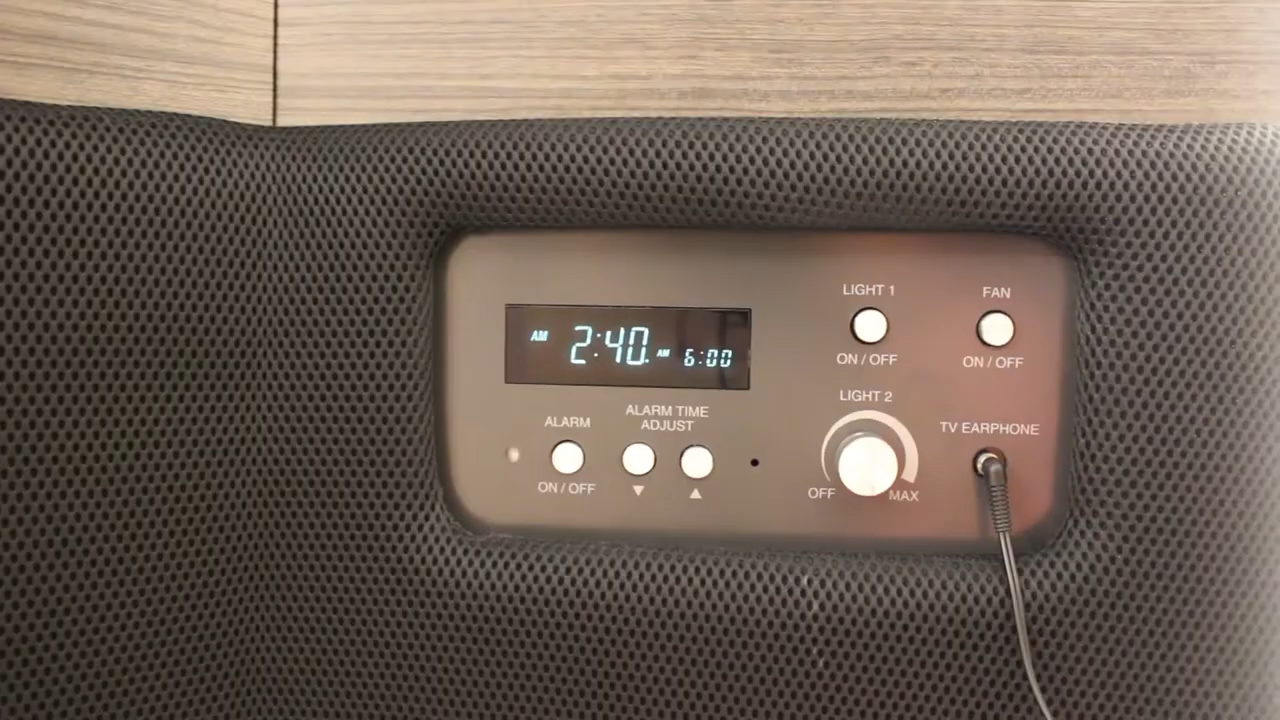 AM 2:40 AM 6:00
ALARM
ON / OFF
ALARM TIME
ADJUST
▼ ▲
LIGHT 1
ON / OFF
FAN
ON / OFF
LIGHT 2
OFF MAX
TV EARPHONE